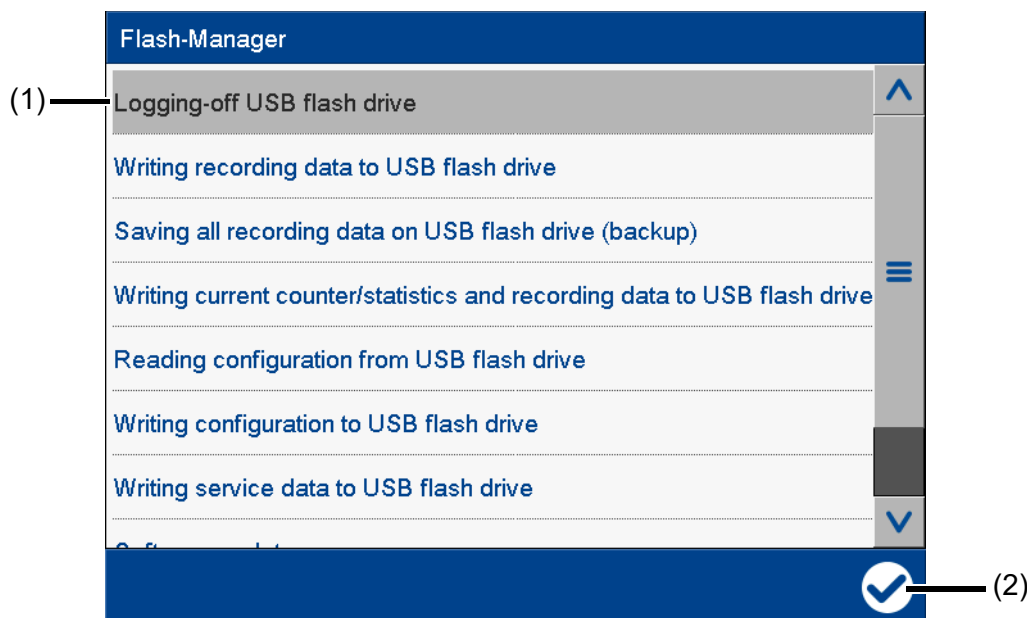 Flash-Manager
(1)
Logging-off USB flash drive
Writing recording data to USB flash drive
Saving all recording data on USB flash drive (backup)
Writing current counter/statistics and recording data to USB flash drive
Reading configuration from USB flash drive
Writing configuration to USB flash drive
Writing service data to USB flash drive
(2)